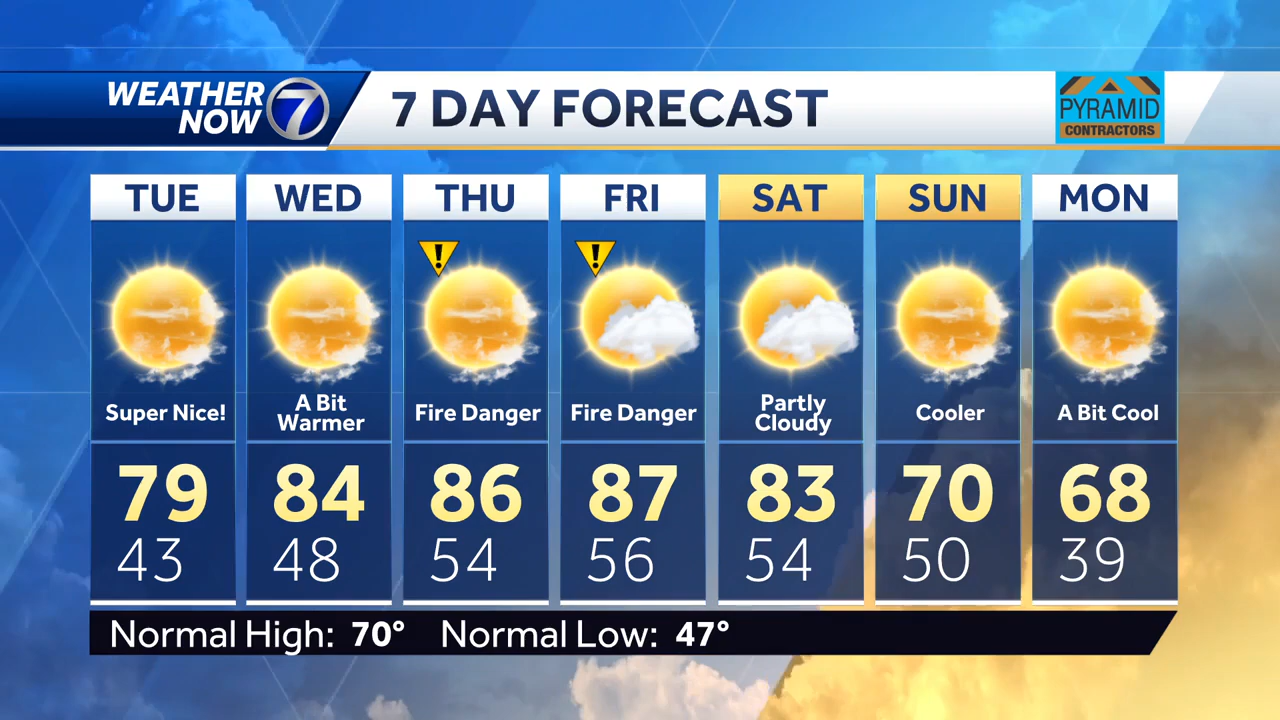 WEATHER
NOW 7
7 DAY FORECAST
PYRAMID
CONTRACTORS
TUE WED THU FRI SAT SUN MON
! !
Super Nice! A Bit Warmer Fire Danger Fire Danger Partly Cloudy Cooler A Bit Cool
79 84 86 87 83 70 68
43 48 54 56 54 50 39
Normal High: 70° Normal Low: 47°